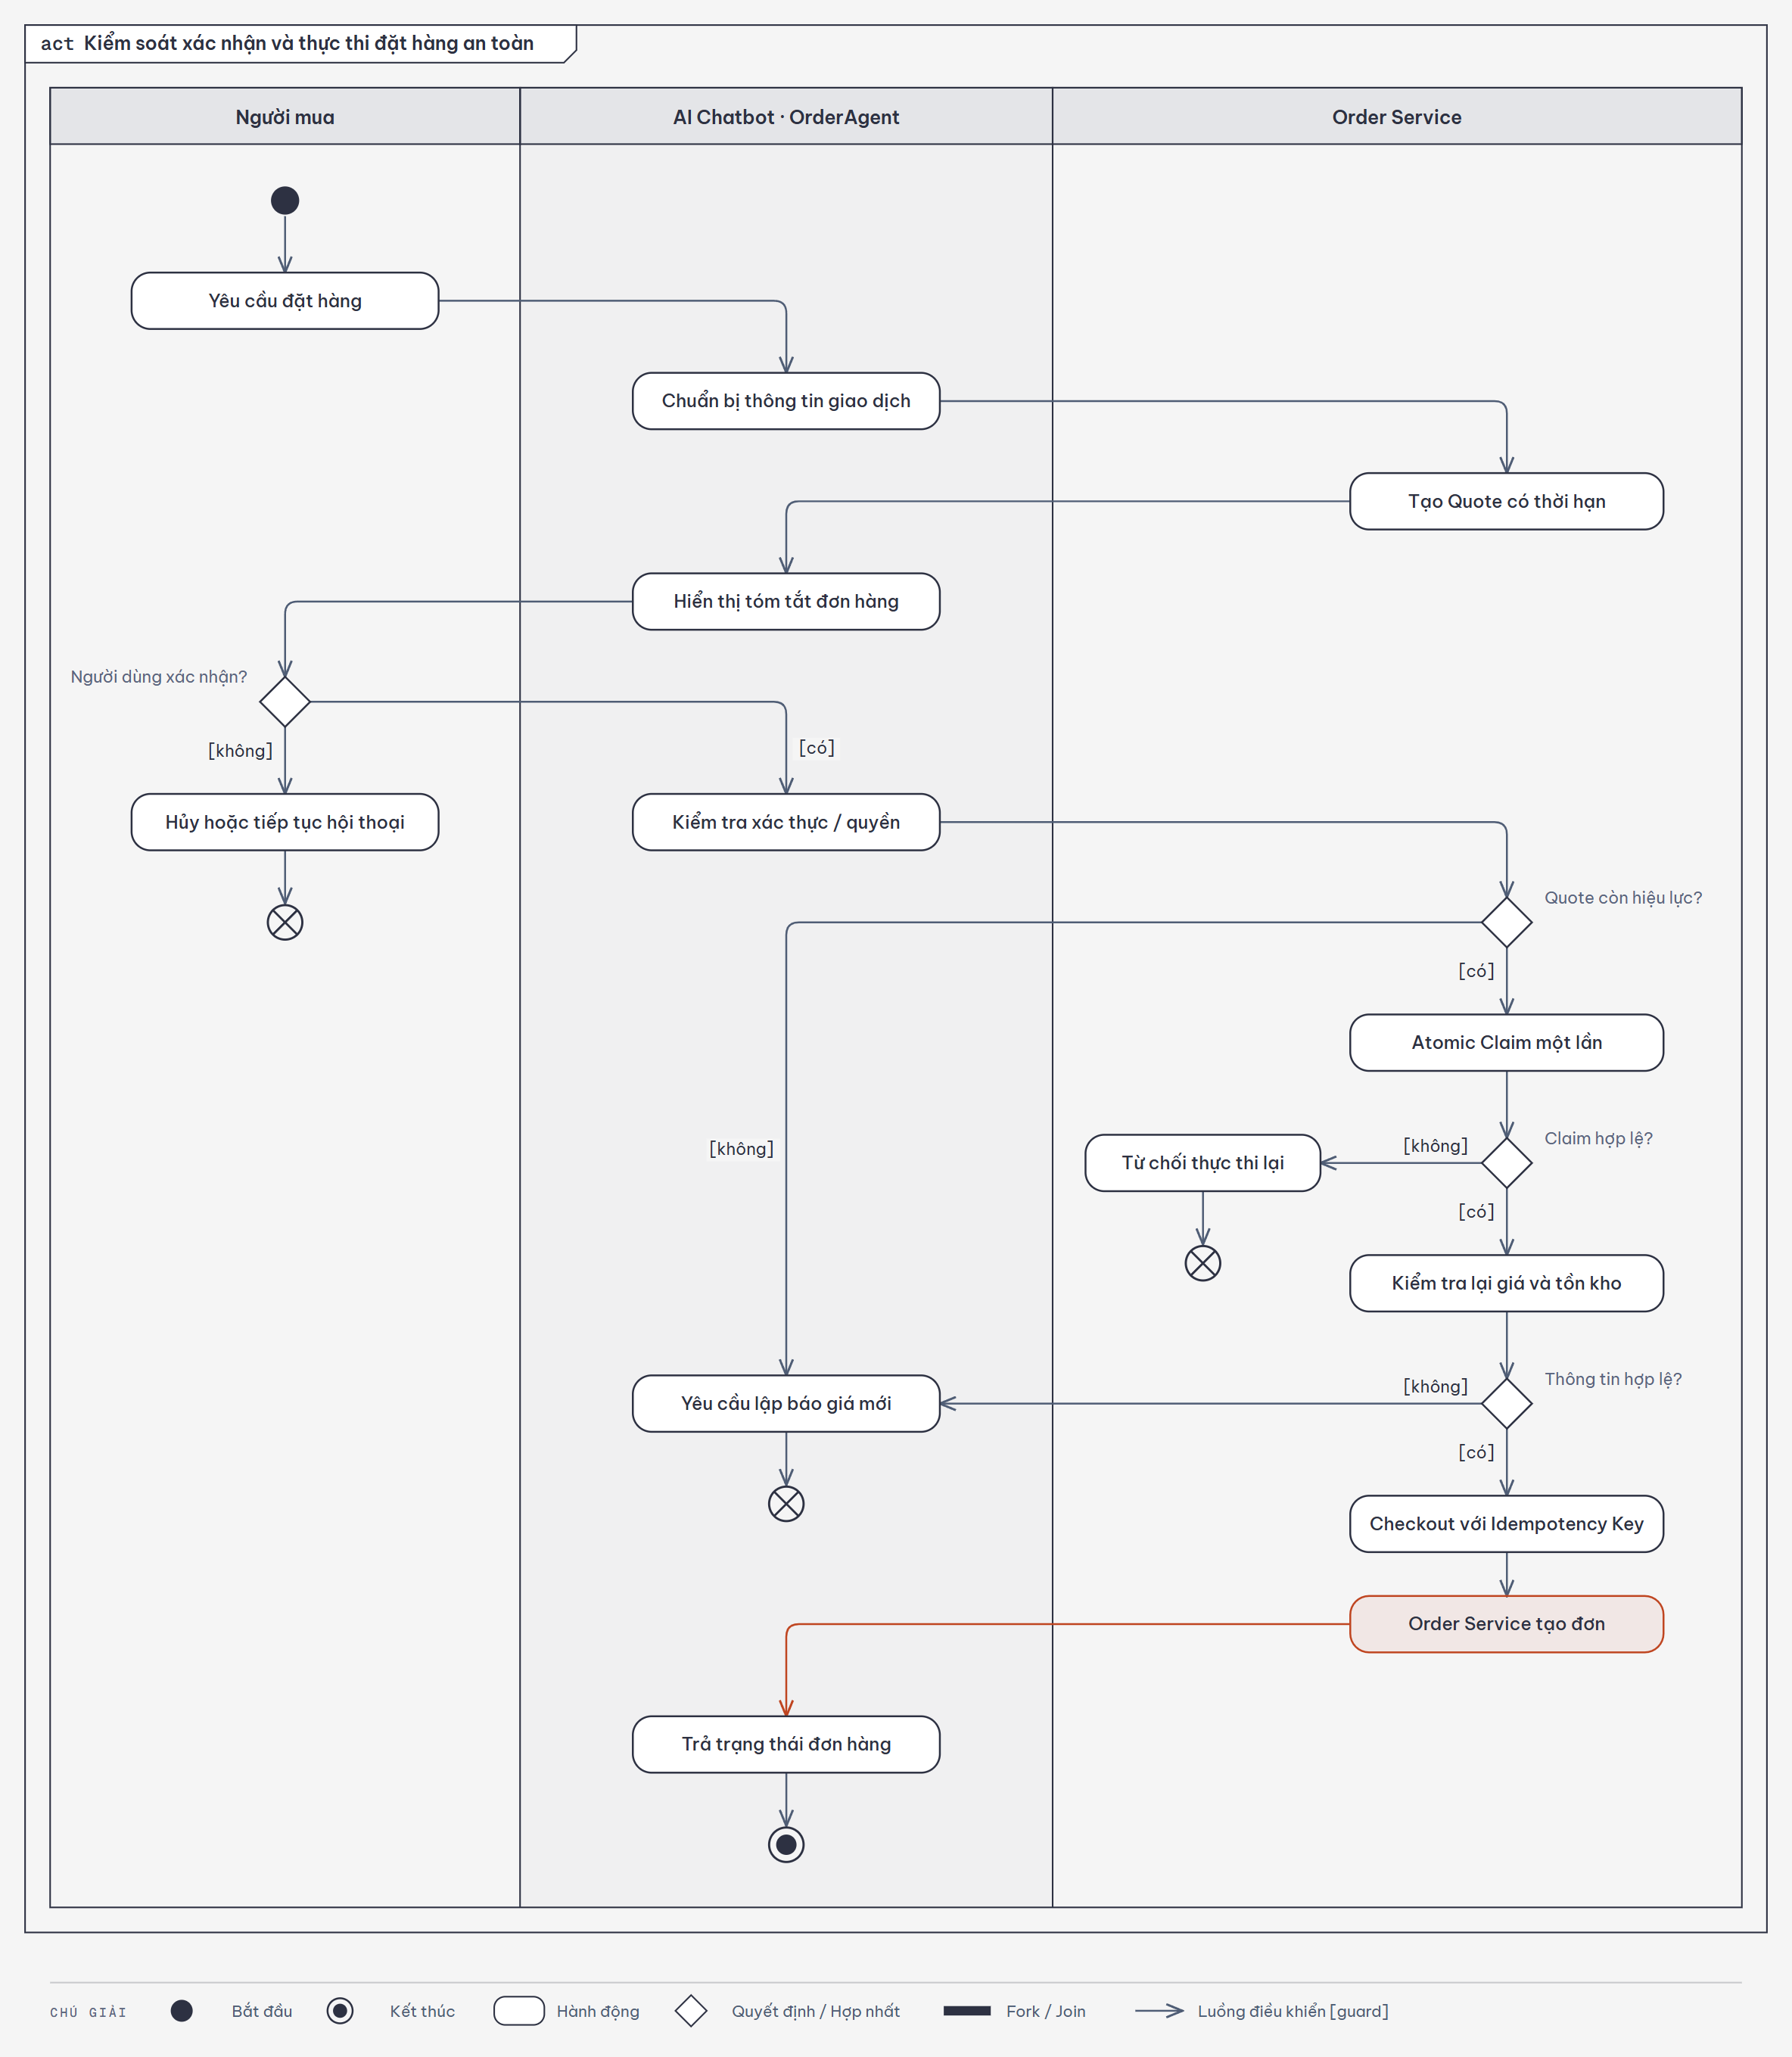 act Kiểm soát xác nhận và thực thi đặt hàng an toàn
Người mua
AI Chatbot · OrderAgent
Order Service
Yêu cầu đặt hàng
Chuẩn bị thông tin giao dịch
Tạo Quote có thời hạn
Hiển thị tóm tắt đơn hàng
Người dùng xác nhận?
[không]
[có]
Hủy hoặc tiếp tục hội thoại
Kiểm tra xác thực / quyền
Quote còn hiệu lực?
[có]
Atomic Claim một lần
[không]
Từ chối thực thi lại
[không]
Claim hợp lệ?
[có]
Kiểm tra lại giá và tồn kho
Yêu cầu lập báo giá mới
[không]
Thông tin hợp lệ?
[có]
Checkout với Idempotency Key
Order Service tạo đơn
Trả trạng thái đơn hàng
CHÚ GIẢI
Bắt đầu
Kết thúc
Hành động
Quyết định / Hợp nhất
Fork / Join
Luồng điều khiển [guard]